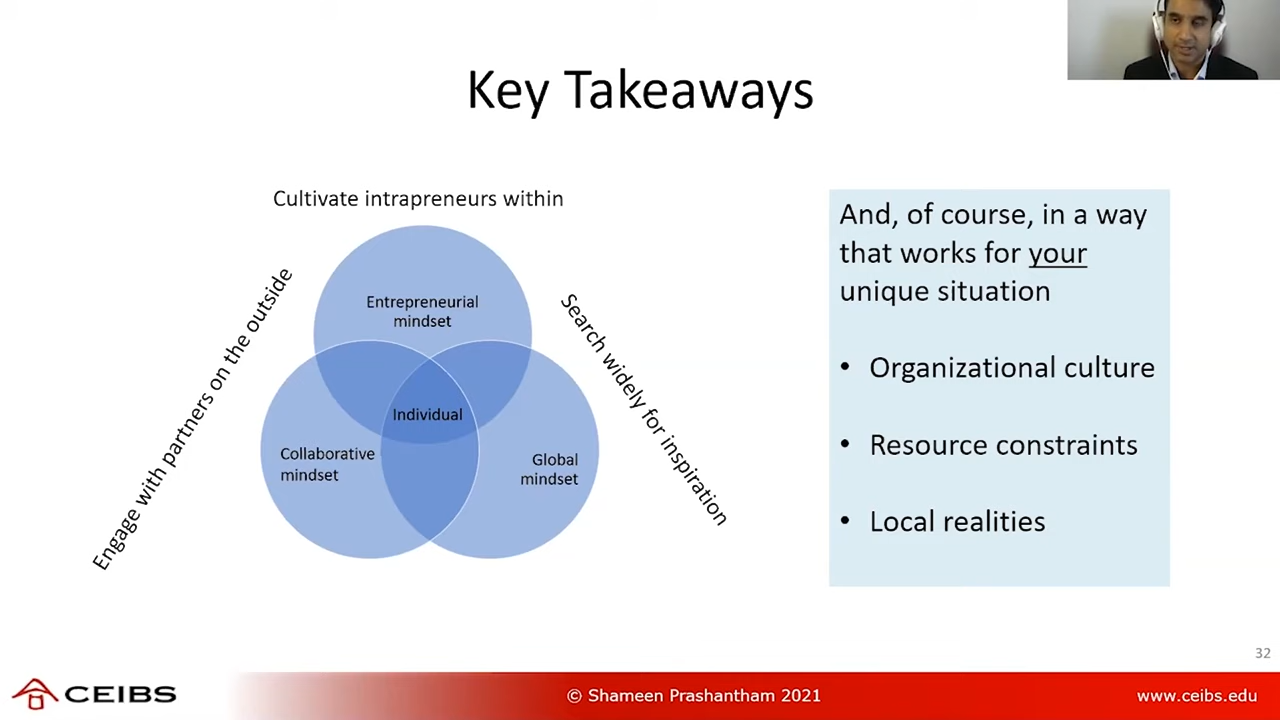 Key Takeaways
Cultivate intrapreneurs within
Engage with partners on the outside
Search widely for inspiration
Entrepreneurial
mindset
Individual
Collaborative
mindset
Global
mindset
And, of course, in a way
that works for your
unique situation
• Organizational culture
• Resource constraints
• Local realities
32
CEIBS
© Shameen Prashantham 2021
www.ceibs.edu